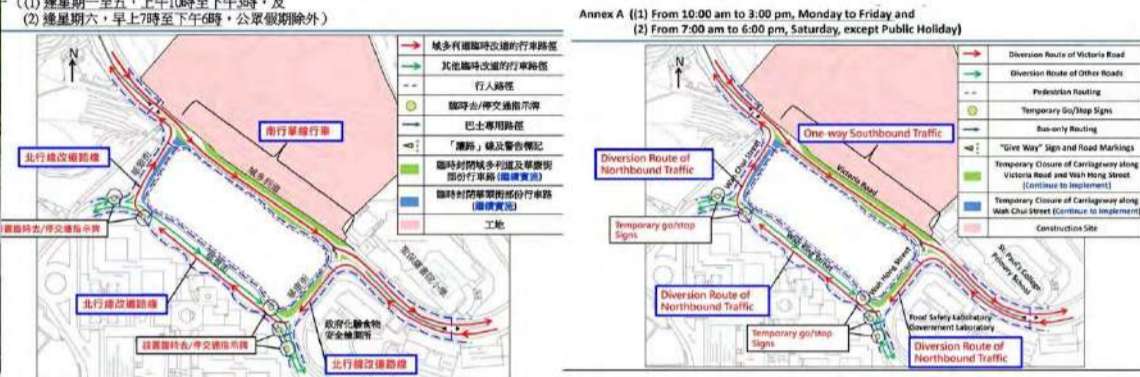 ((1) 逢星期一至五，上午10時至下午3時，及
(2) 逢星期六，早上7時至下午6時，公眾假期除外)
N
南行單線行車
北行線改道路線
域多利道
北行線改道路線
設置臨時去/停交通指示牌
政府化驗食物
安全檢測所
北行線改道路線
域多利道臨時改道的行車路徑
其他臨時改道的行車路徑
行人路徑
臨時去/停交通指示牌
巴士專用路徑
「讓路」線及警告標記
臨時封閉域多利道及華康街
部份行車路 (繼續實施)
臨時封閉華翠街部份行車路
(繼續實施)
工地
Annex A ((1) From 10:00 am to 3:00 pm, Monday to Friday and
(2) From 7:00 am to 6:00 pm, Saturday, except Public Holiday)
N
One-way Southbound Traffic
Diversion Route of
Northbound Traffic
Wah Chui Street
Victoria Road
Temporary go/stop
Signs
Wah Hong Street
St. Paul's College
Primary School
Diversion Route of
Northbound Traffic
Food Safety Laboratory
Government Laboratory
Temporary go/stop
Signs
Diversion Route of
Northbound Traffic
Diversion Route of Victoria Road
Diversion Route of Other Roads
Pedestrian Routing
Temporary Go/Stop Signs
Bus-only Routing
"Give Way" Sign and Road Markings
Temporary Closure of Carriageway along
Victoria Road and Wah Hong Street
(Continue to Implement)
Temporary Closure of Carriageway along
Wah Chui Street (Continue to Implement)
Construction Site